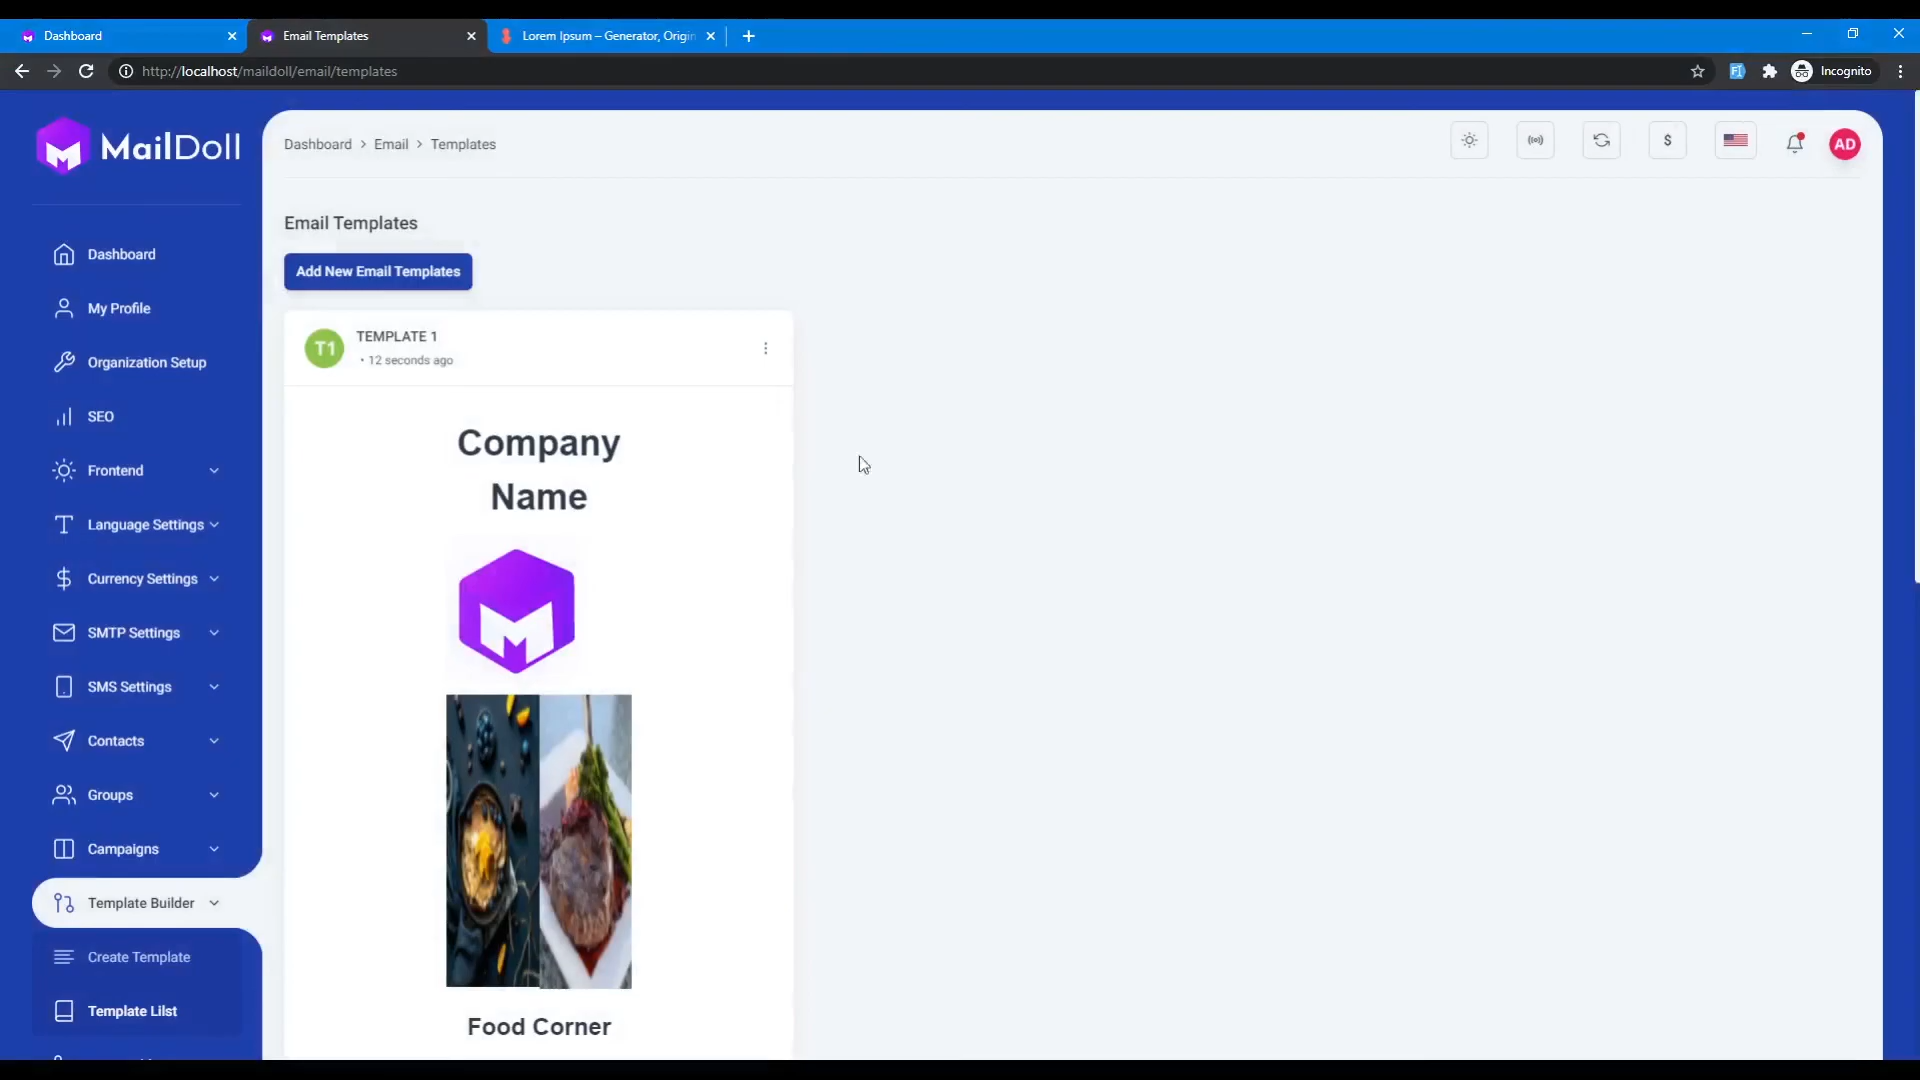 Dashboard
Email Templates
Lorem Ipsum – Generator, Origin
http://localhost/maildoll/email/templates
Incognito
MailDoll
Dashboard > Email > Templates
$
AD
Email Templates
Add New Email Templates
T1
TEMPLATE 1
• 12 seconds ago
Company
Name
Food Corner
Dashboard
My Profile
Organization Setup
SEO
Frontend
Language Settings
Currency Settings
SMTP Settings
SMS Settings
Contacts
Groups
Campaigns
Template Builder
Create Template
Template Lilst